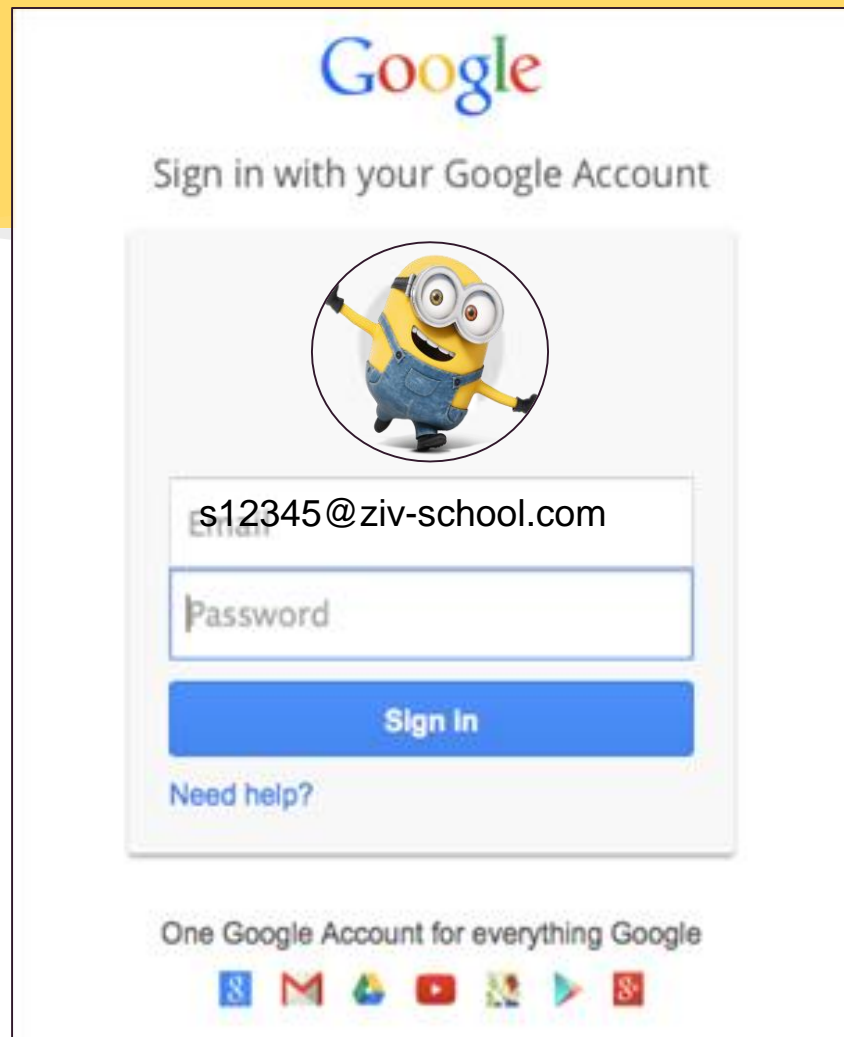 Google
Sign in with your Google Account
s12345@ziv-school.com
Email
Password
Sign in
Need help?
One Google Account for everything Google